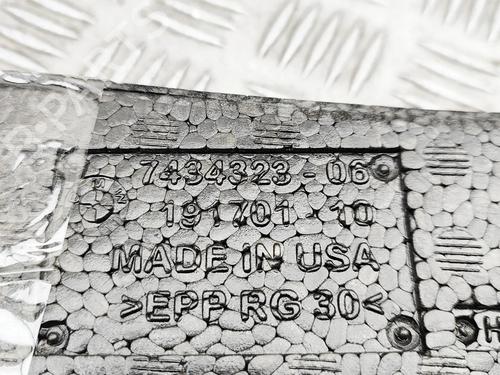 7434323-06
191701 10
MADE IN USA
>EPP RG 30<